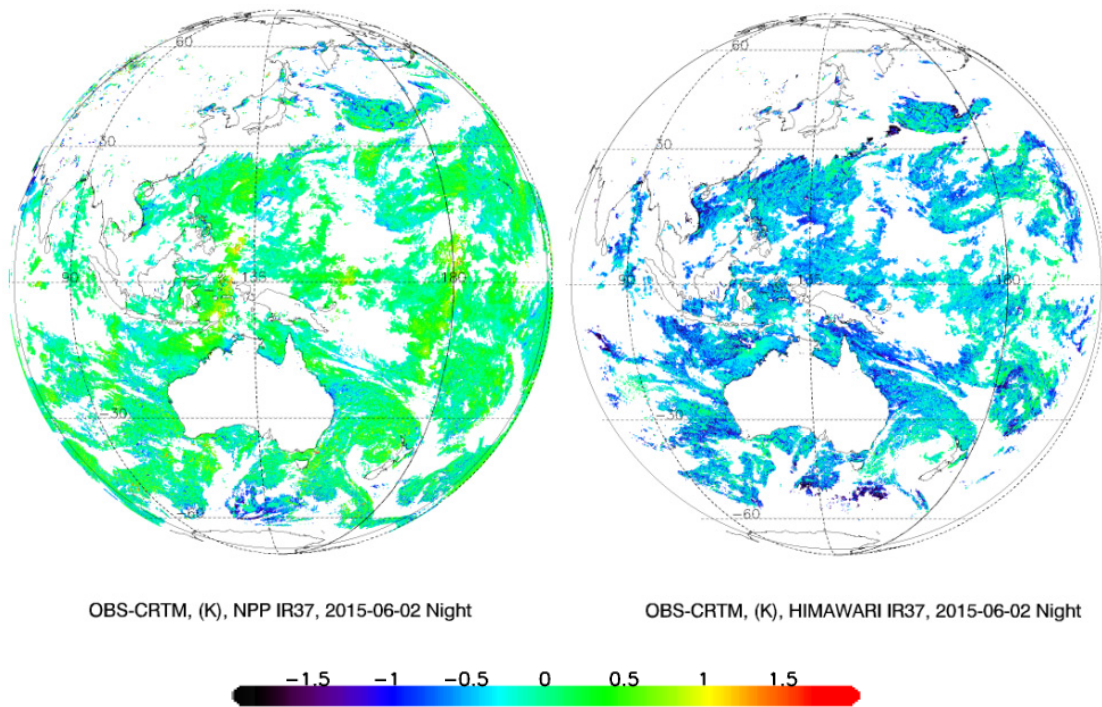 60 60
30 30
90 135 180 90 135 180
-30 -30
-60 -60
OBS-CRTM, (K), NPP IR37, 2015-06-02 Night OBS-CRTM, (K), HIMAWARI IR37, 2015-06-02 Night
−1.5 −1 −0.5 0 0.5 1 1.5